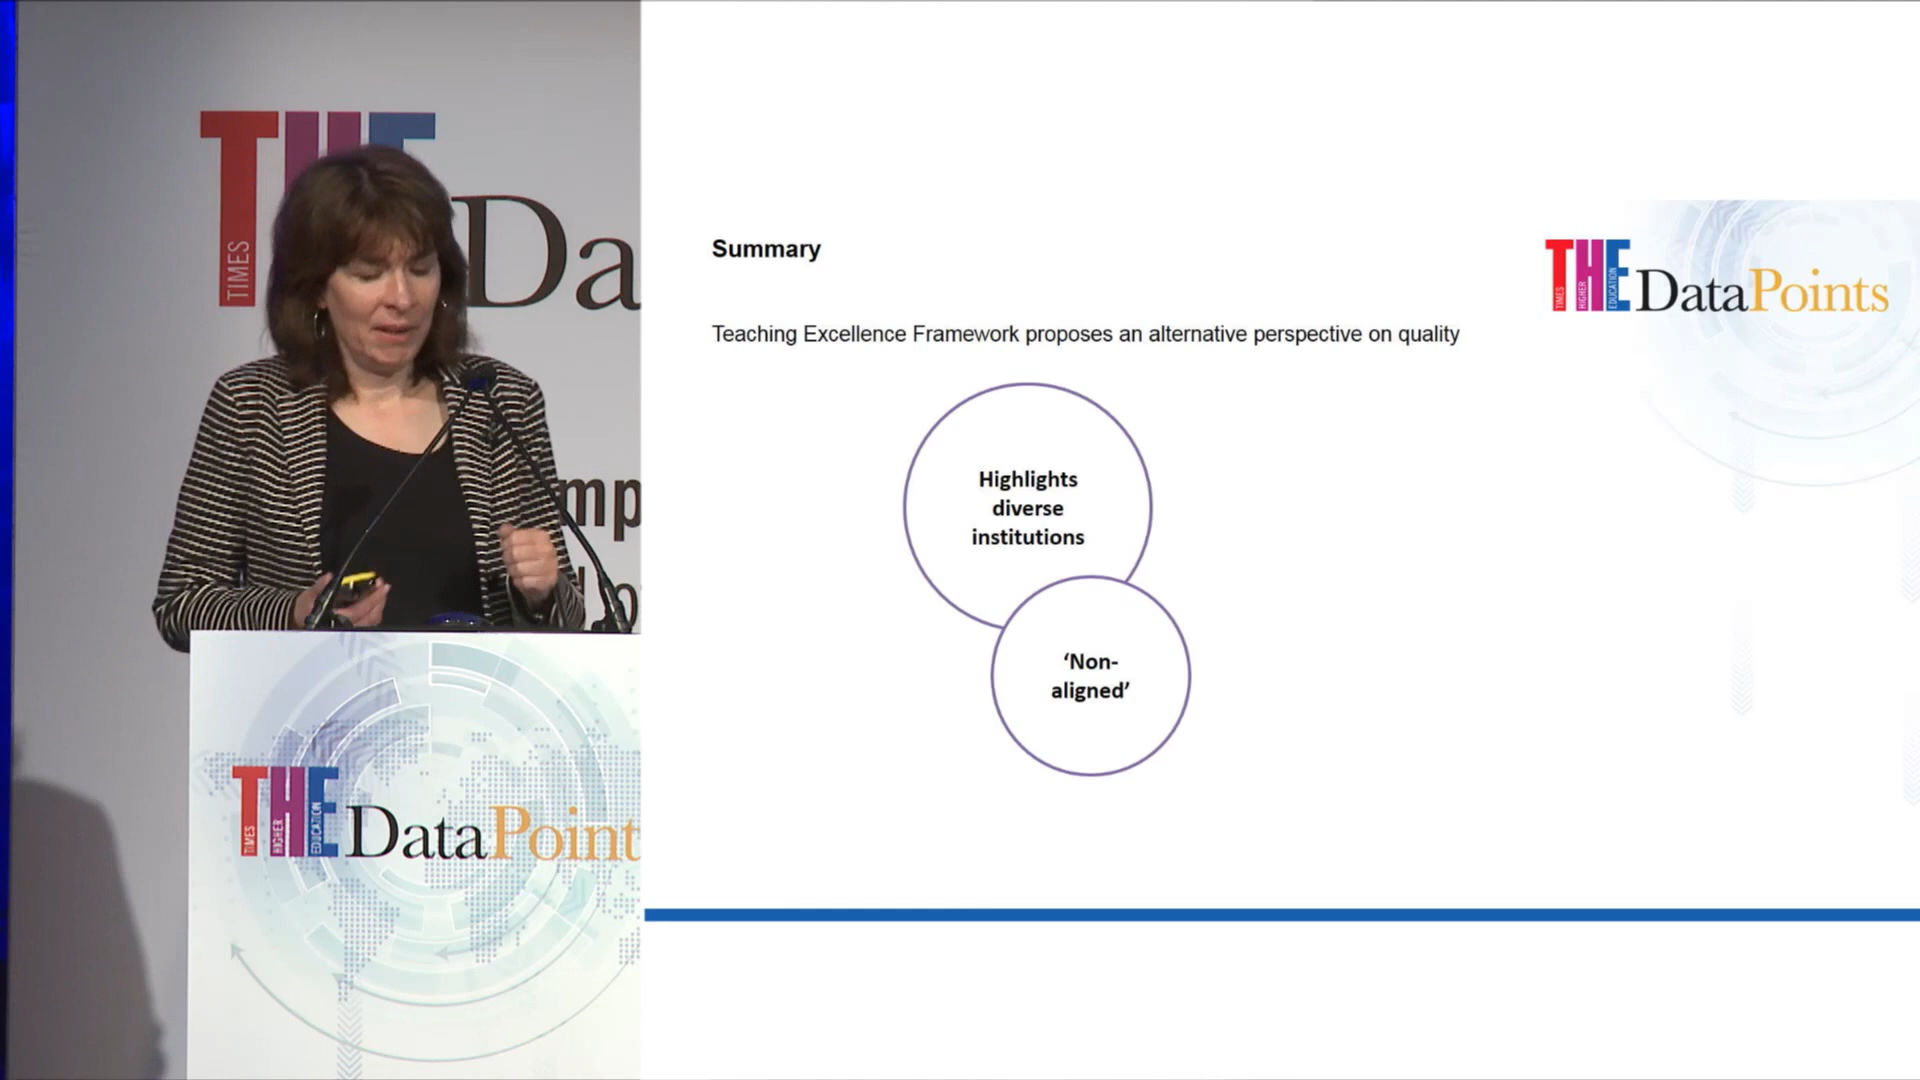 THE
TIMES
Da
mp
THE
TIMES
HIGHER
EDUCATION
DataPoint
Summary
THE
TIMES
HIGHER
EDUCATION
DataPoints
Teaching Excellence Framework proposes an alternative perspective on quality
Highlights
diverse
institutions
‘Non-
aligned’